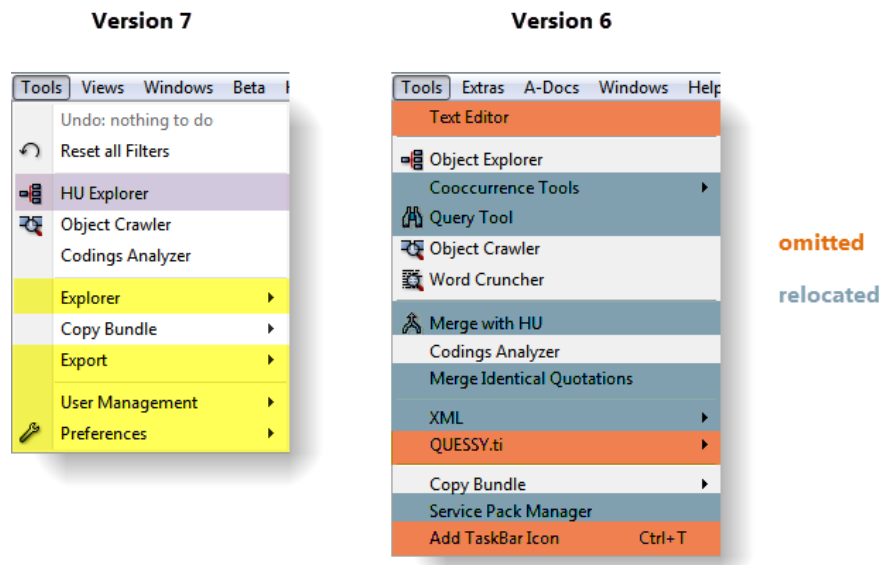 Version 7
Tools Views Windows Beta
Undo: nothing to do
Reset all Filters
HU Explorer
Object Crawler
Codings Analyzer
Explorer
Copy Bundle
Export
User Management
Preferences
Version 6
Tools Extras A-Docs Windows Help
Text Editor
Object Explorer
Cooccurrence Tools
Query Tool
Object Crawler
Word Cruncher
Merge with HU
Codings Analyzer
Merge Identical Quotations
XML
QUESSY.ti
Copy Bundle
Service Pack Manager
Add TaskBar Icon Ctrl+T
omitted
relocated